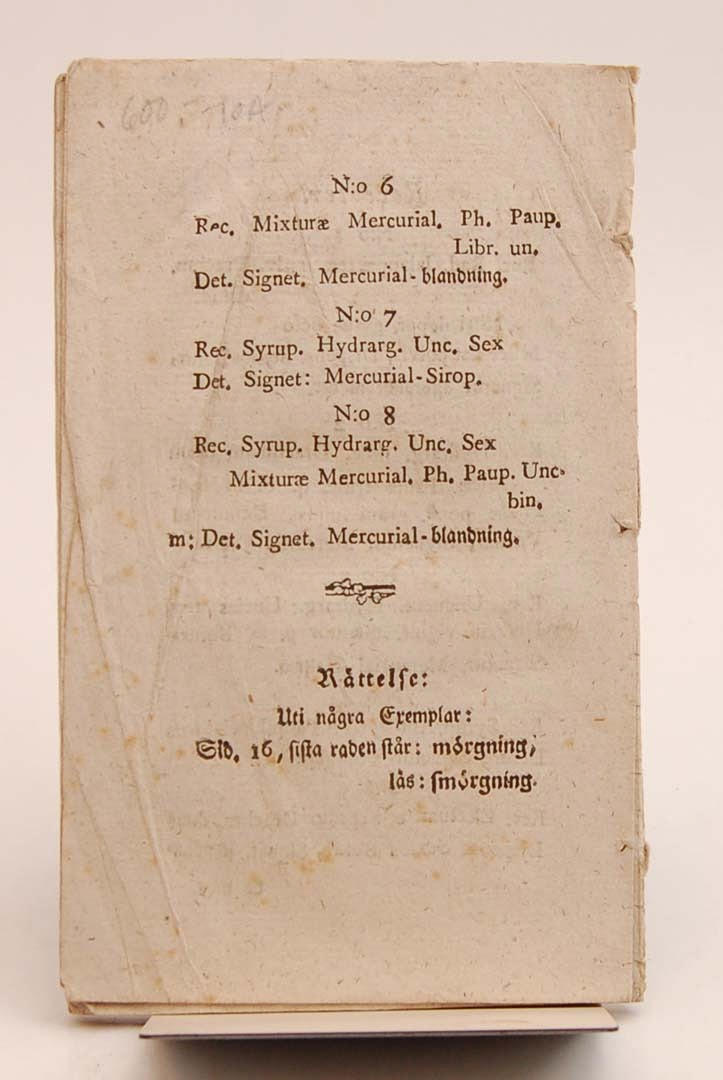 N:o 6
Rec. Mixturæ Mercurial. Ph. Paup.
Libr. un.
Det. Signet. Mercurial-blandning.
N:o 7
Rec. Syrup. Hydrarg. Unc. Sex
Det. Signet: Mercurial-Sirop.
N:o 8
Rec. Syrup. Hydrarg. Unc. Sex
Mixturæ Mercurial. Ph. Paup. Unc.
bin.
m: Det. Signet. Mercurial-blandning.
Rättelse:
Uti några Exemplar:
Sid. 16, sista raden står: mörgning,
läs: smörgning.